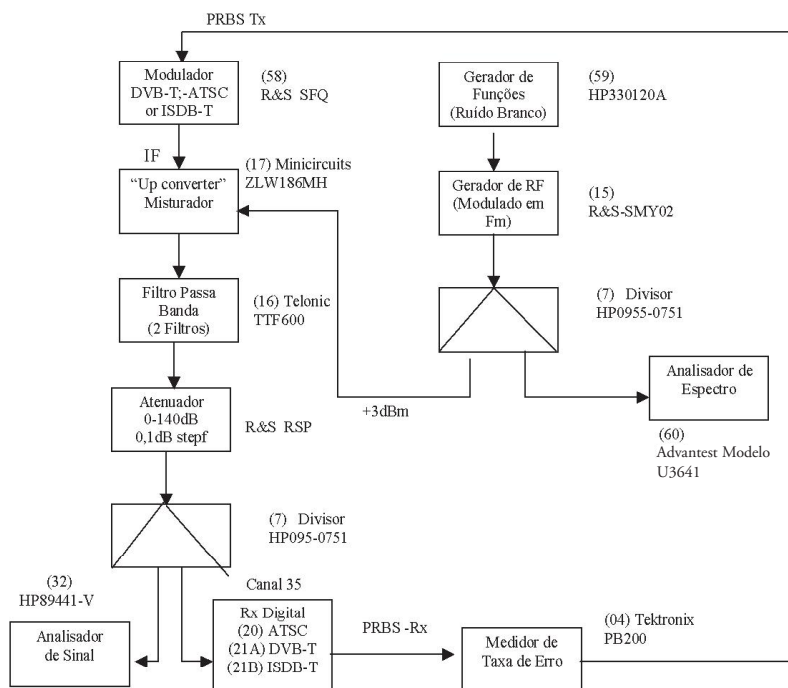 PRBS Tx
Modulador
DVB-T;-ATSC
or ISDB-T
(58)
R&S SFQ
Gerador de
Funções
(Ruído Branco)
(59)
HP330120A
IF
"Up converter"
Misturador
(17) Minicircuits
ZLW186MH
Gerador de RF
(Modulado em
Fm)
(15)
R&S-SMY02
Filtro Passa
Banda
(2 Filtros)
(16) Telonic
TTF600
(7) Divisor
HP0955-0751
Analisador de
Espectro
+3dBm
Atenuador
0-140dB
0,1dB stepf
R&S RSP
(60)
Advantest Modelo
U3641
(7) Divisor
HP095-0751
(32)
HP89441-V
Canal 35
Analisador
de Sinal
Rx Digital
(20) ATSC
(21A) DVB-T
(21B) ISDB-T
PRBS -Rx
(04) Tektronix
PB200
Medidor de
Taxa de Erro